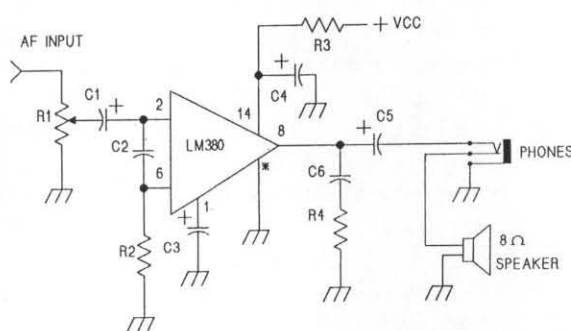 + VCC
R3
AF INPUT
+
C4
C1 +
2
14
R1
C2
LM380
8
+ C5
6
*
C6
PHONES
+ 1
R2
C3
R4
8 Ω
SPEAKER